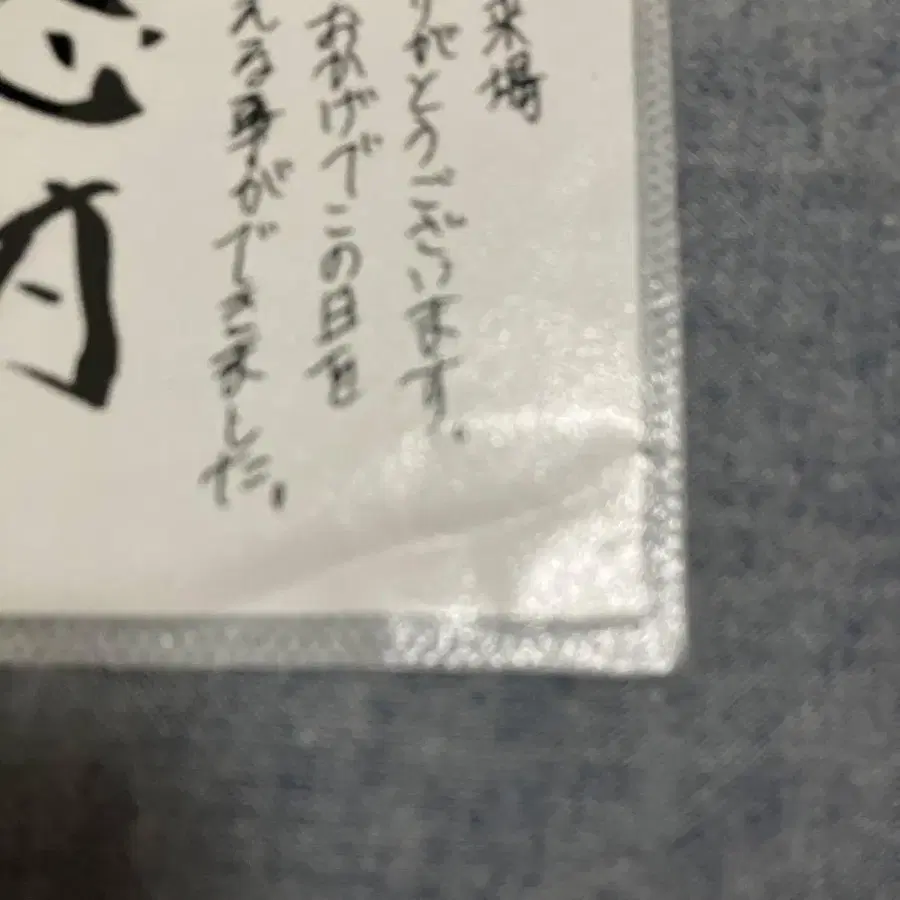 来場
りがとうございます。
おかげでこの日を
える事ができました。